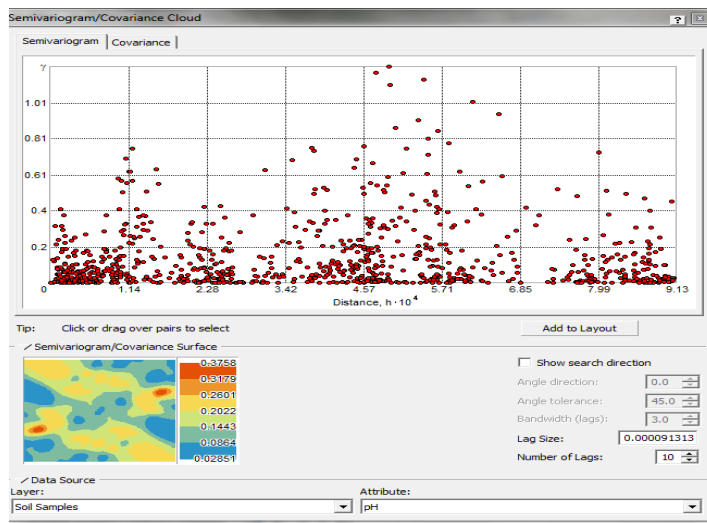 Semivariogram/Covariance Cloud
?
Semivariogram Covariance
γ
1.01
0.81
0.61
0.4
0.2
0 1.14 2.28 3.42 4.57 5.71 6.85 7.99 9.13
Distance, h · 10⁴
Tip: Click or drag over pairs to select Add to Layout
Semivariogram/Covariance Surface
0.3758
0.3179
0.2601
0.2022
0.1443
0.0864
0.02851
Show search direction
Angle direction: 0.0
Angle tolerance: 45.0
Bandwidth (lags): 3.0
Lag Size: 0.000091313
Number of Lags: 10
Data Source
Layer: Attribute:
Soil Samples pH